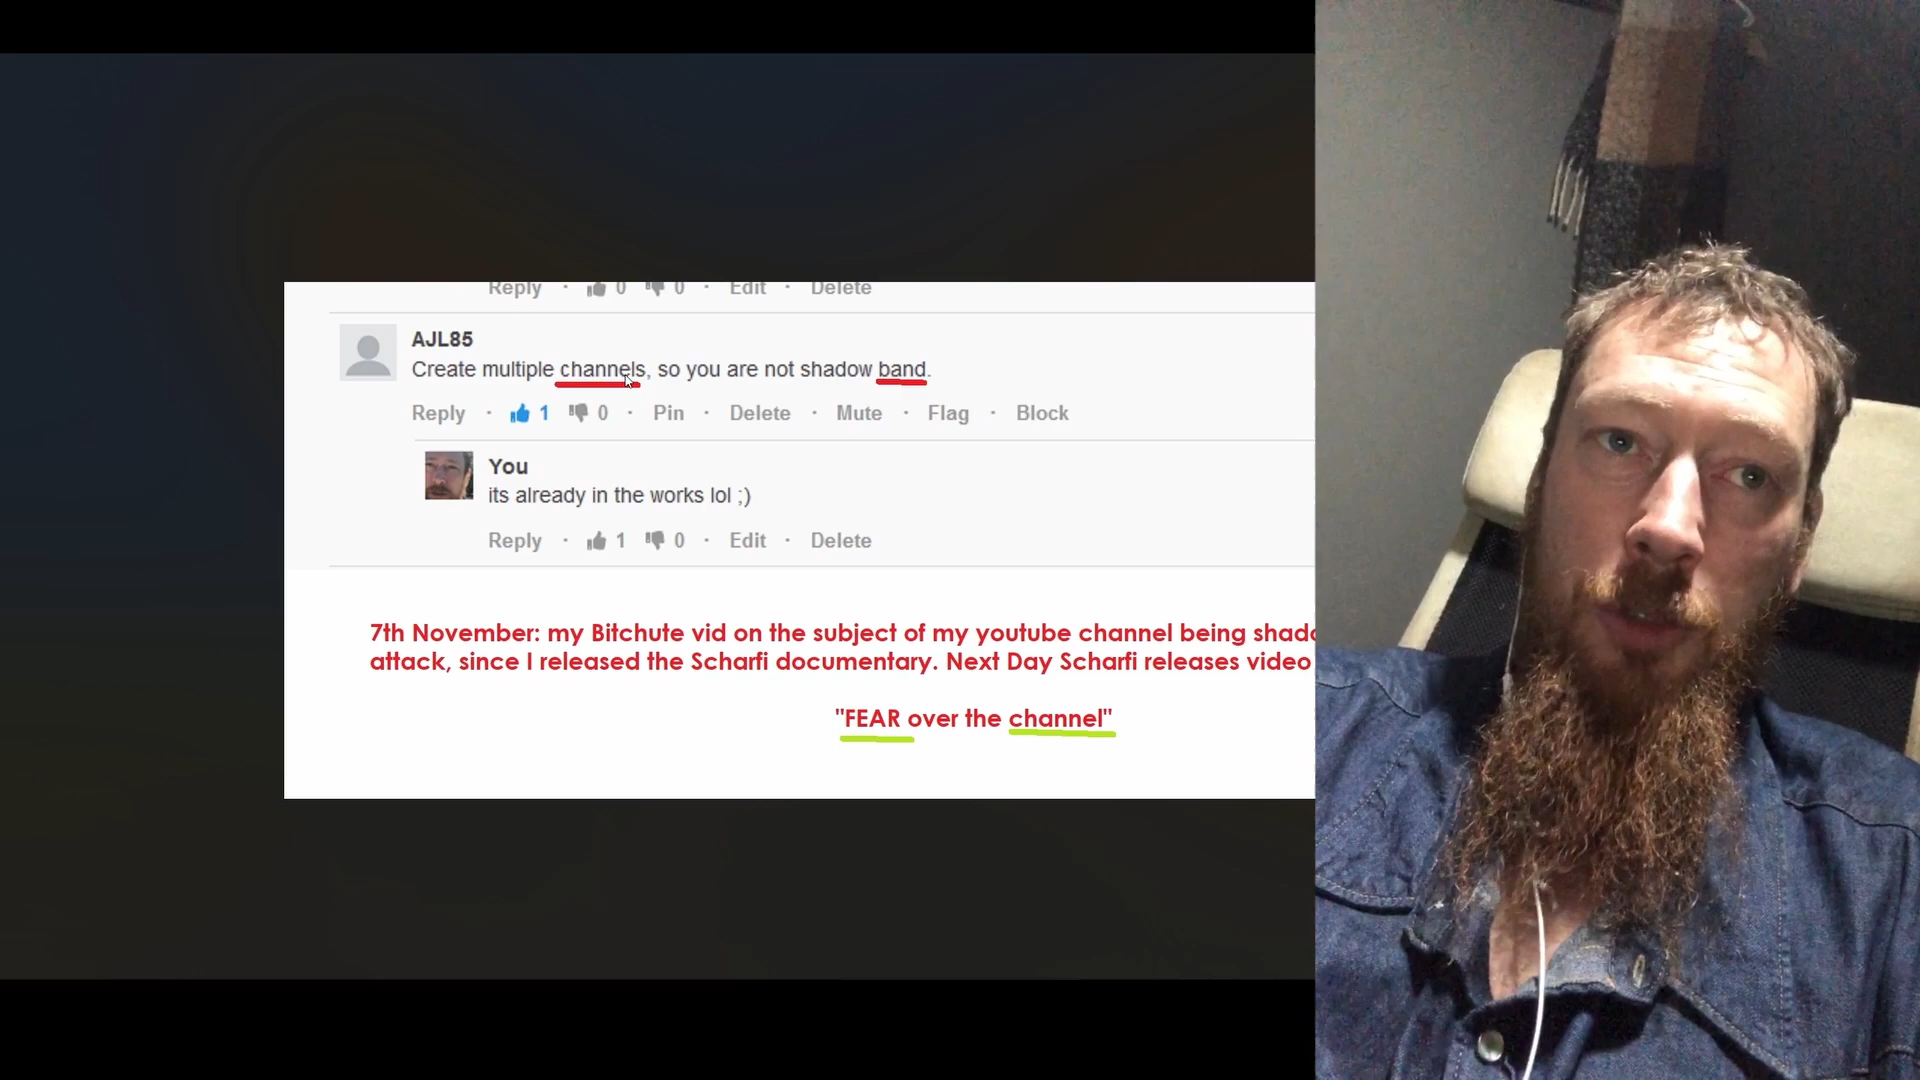 Reply · 0 0 · Edit · Delete
AJL85
Create multiple channels, so you are not shadow band.
Reply · 1 0 · Pin · Delete · Mute · Flag · Block
You
its already in the works lol ;)
Reply · 1 0 · Edit · Delete
7th November: my Bitchute vid on the subject of my youtube channel being
attack, since I released the Scharfi documentary. Next Day Scharfi releases video
"FEAR over the channel"